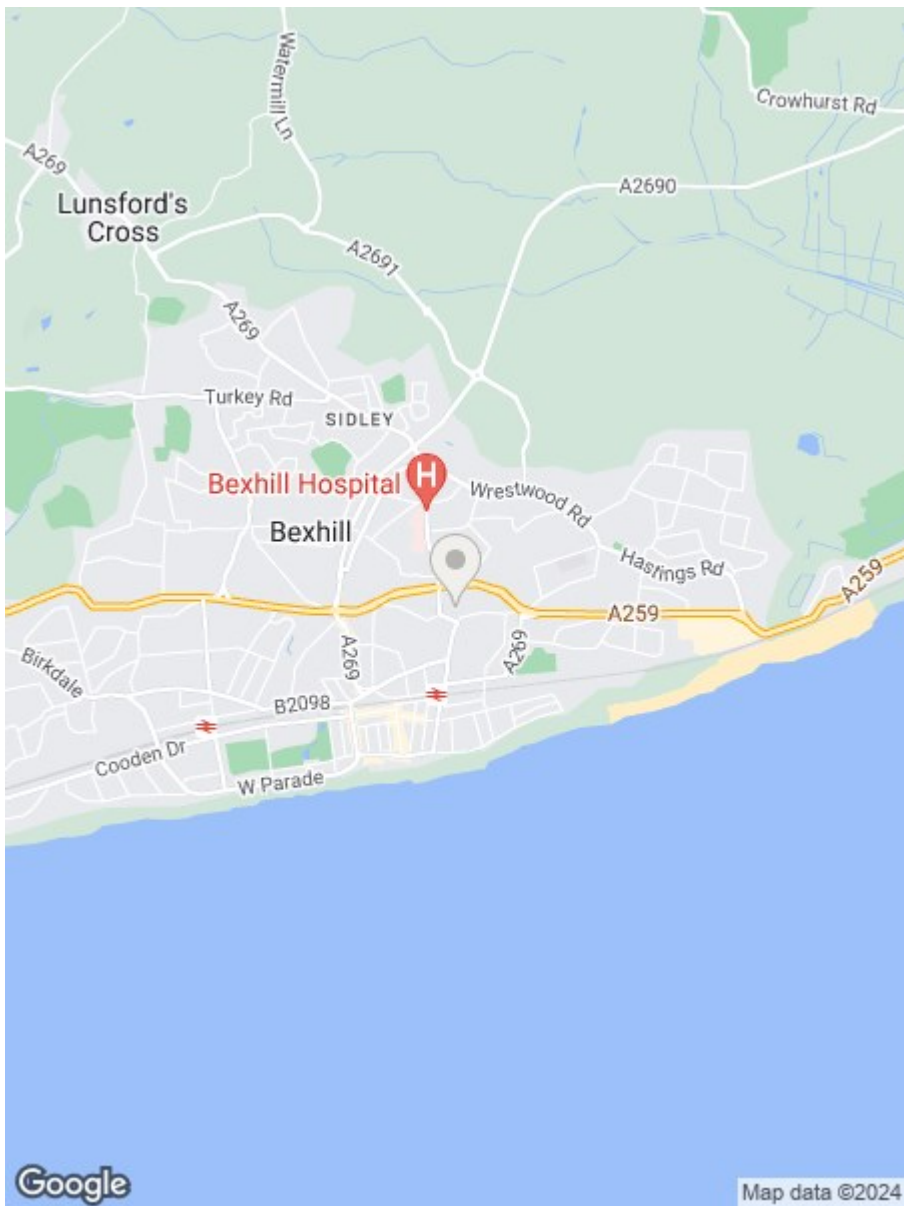 Watermill Ln
Crowhurst Rd
A269
A2690
Lunsford's
Cross
A2691
A269
Turkey Rd
SIDLEY
Bexhill Hospital
H
Wrestwood Rd
Bexhill
Hastings Rd
A259
A259
A269
A269
Birkdale
B2098
Cooden Dr
W Parade
Google
Map data ©2024